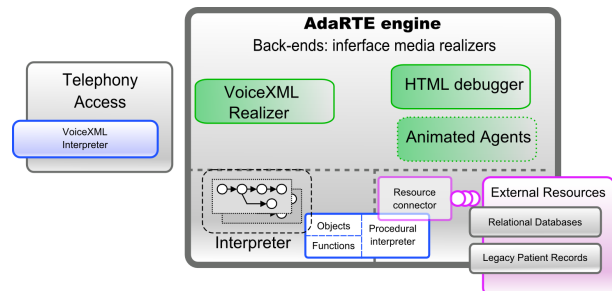 AdaRTE engine
Back-ends: inferface media realizers
Telephony
Access
VoiceXML
Interpreter
VoiceXML
Realizer
HTML debugger
Animated Agents
Interpreter
Objects
Functions
Procedural
interpreter
Resource
connector
External Resources
Relational Databases
Legacy Patient Records